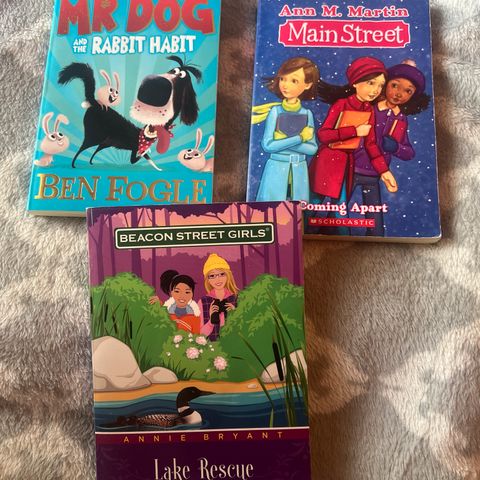 MR DOG
AND THE RABBIT HABIT
BEN FOGLE
Ann M. Martin
Main Street
Coming Apart
SCHOLASTIC
BEACON STREET GIRLS®
ANNIE BRYANT
Lake Rescue